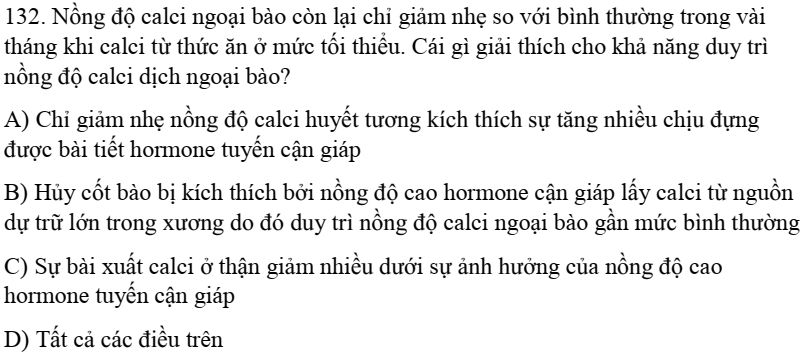 132. Nồng độ calci ngoại bào còn lại chỉ giảm nhẹ so với bình thường trong vài
tháng khi calci từ thức ăn ở mức tối thiểu. Cái gì giải thích cho khả năng duy trì
nồng độ calci dịch ngoại bào?
A) Chỉ giảm nhẹ nồng độ calci huyết tương kích thích sự tăng nhiều chịu đựng
được bài tiết hormone tuyến cận giáp
B) Hủy cốt bào bị kích thích bởi nồng độ cao hormone cận giáp lấy calci từ nguồn
dự trữ lớn trong xương do đó duy trì nồng độ calci ngoại bào gần mức bình thường
C) Sự bài xuất calci ở thận giảm nhiều dưới sự ảnh hưởng của nồng độ cao
hormone tuyến cận giáp
D) Tất cả các điều trên